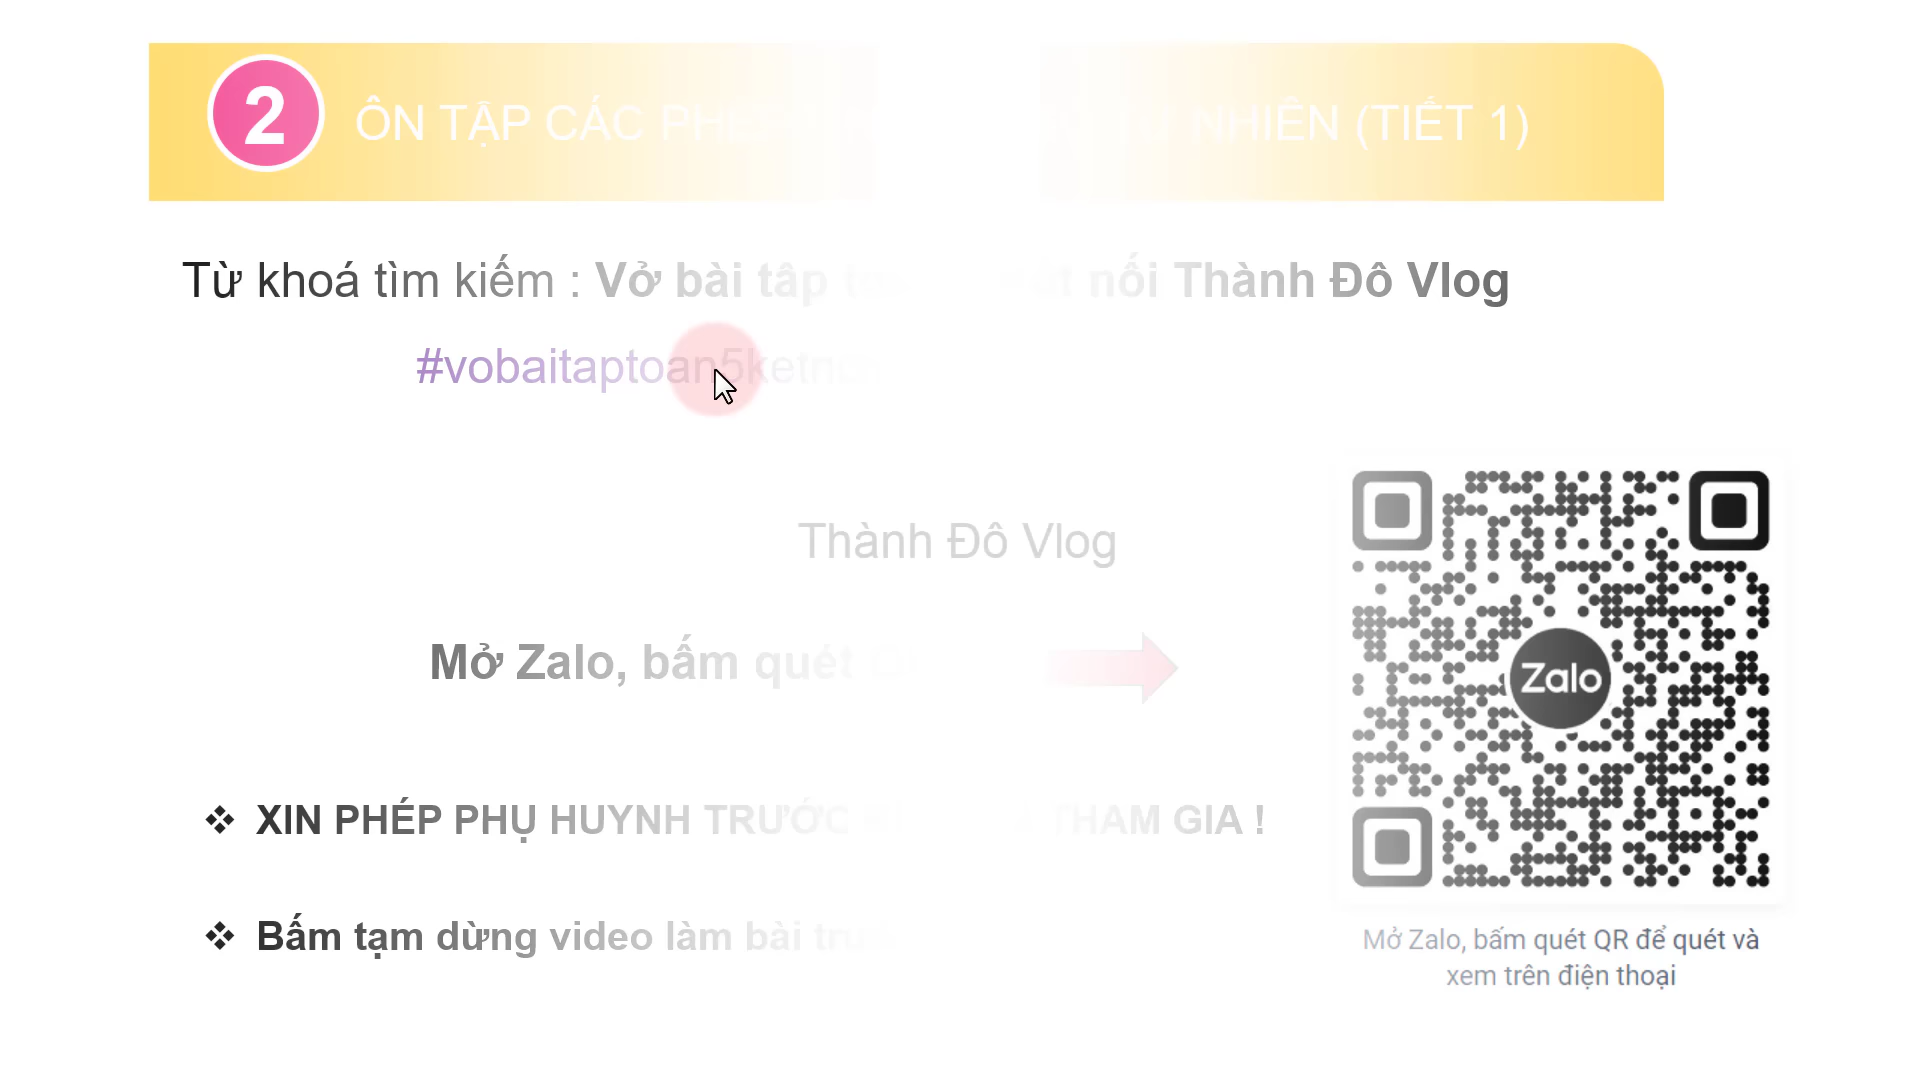 2
ÔN TẬP CÁC PHÉP NHIÊN (TIẾT 1)
Từ khoá tìm kiếm : Vở bài tập nối Thành Đô Vlog
#vobaitaptoan5ketnoi
Thành Đô Vlog
Mở Zalo, bấm quét
Zalo
❖ XIN PHÉP PHỤ HUYNH TRƯỚC THAM GIA !
❖ Bấm tạm dừng video làm bài
Mở Zalo, bấm quét QR để quét và
xem trên điện thoại